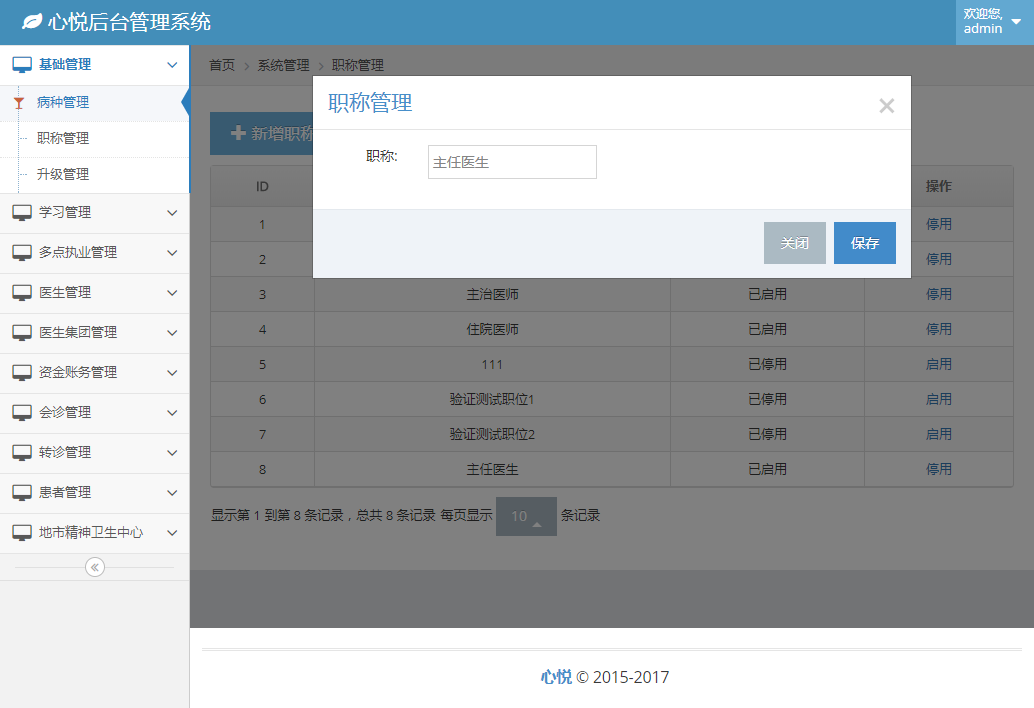 心悦后台管理系统
欢迎您,
admin
基础管理
病种管理
职称管理
升级管理
学习管理
多点执业管理
医生管理
医生集团管理
资金账务管理
会诊管理
转诊管理
患者管理
地市精神卫生中心
首页 > 系统管理 > 职称管理
新增职称
职称管理
×
职称:
主任医生
关闭
保存
ID 操作
1 停用
2 停用
3 主治医师 已启用 停用
4 住院医师 已启用 停用
5 111 已停用 启用
6 验证测试职位1 已停用 启用
7 验证测试职位2 已停用 启用
8 主任医生 已启用 停用
显示第 1 到第 8 条记录，总共 8 条记录 每页显示 10 条记录
心悦 © 2015-2017